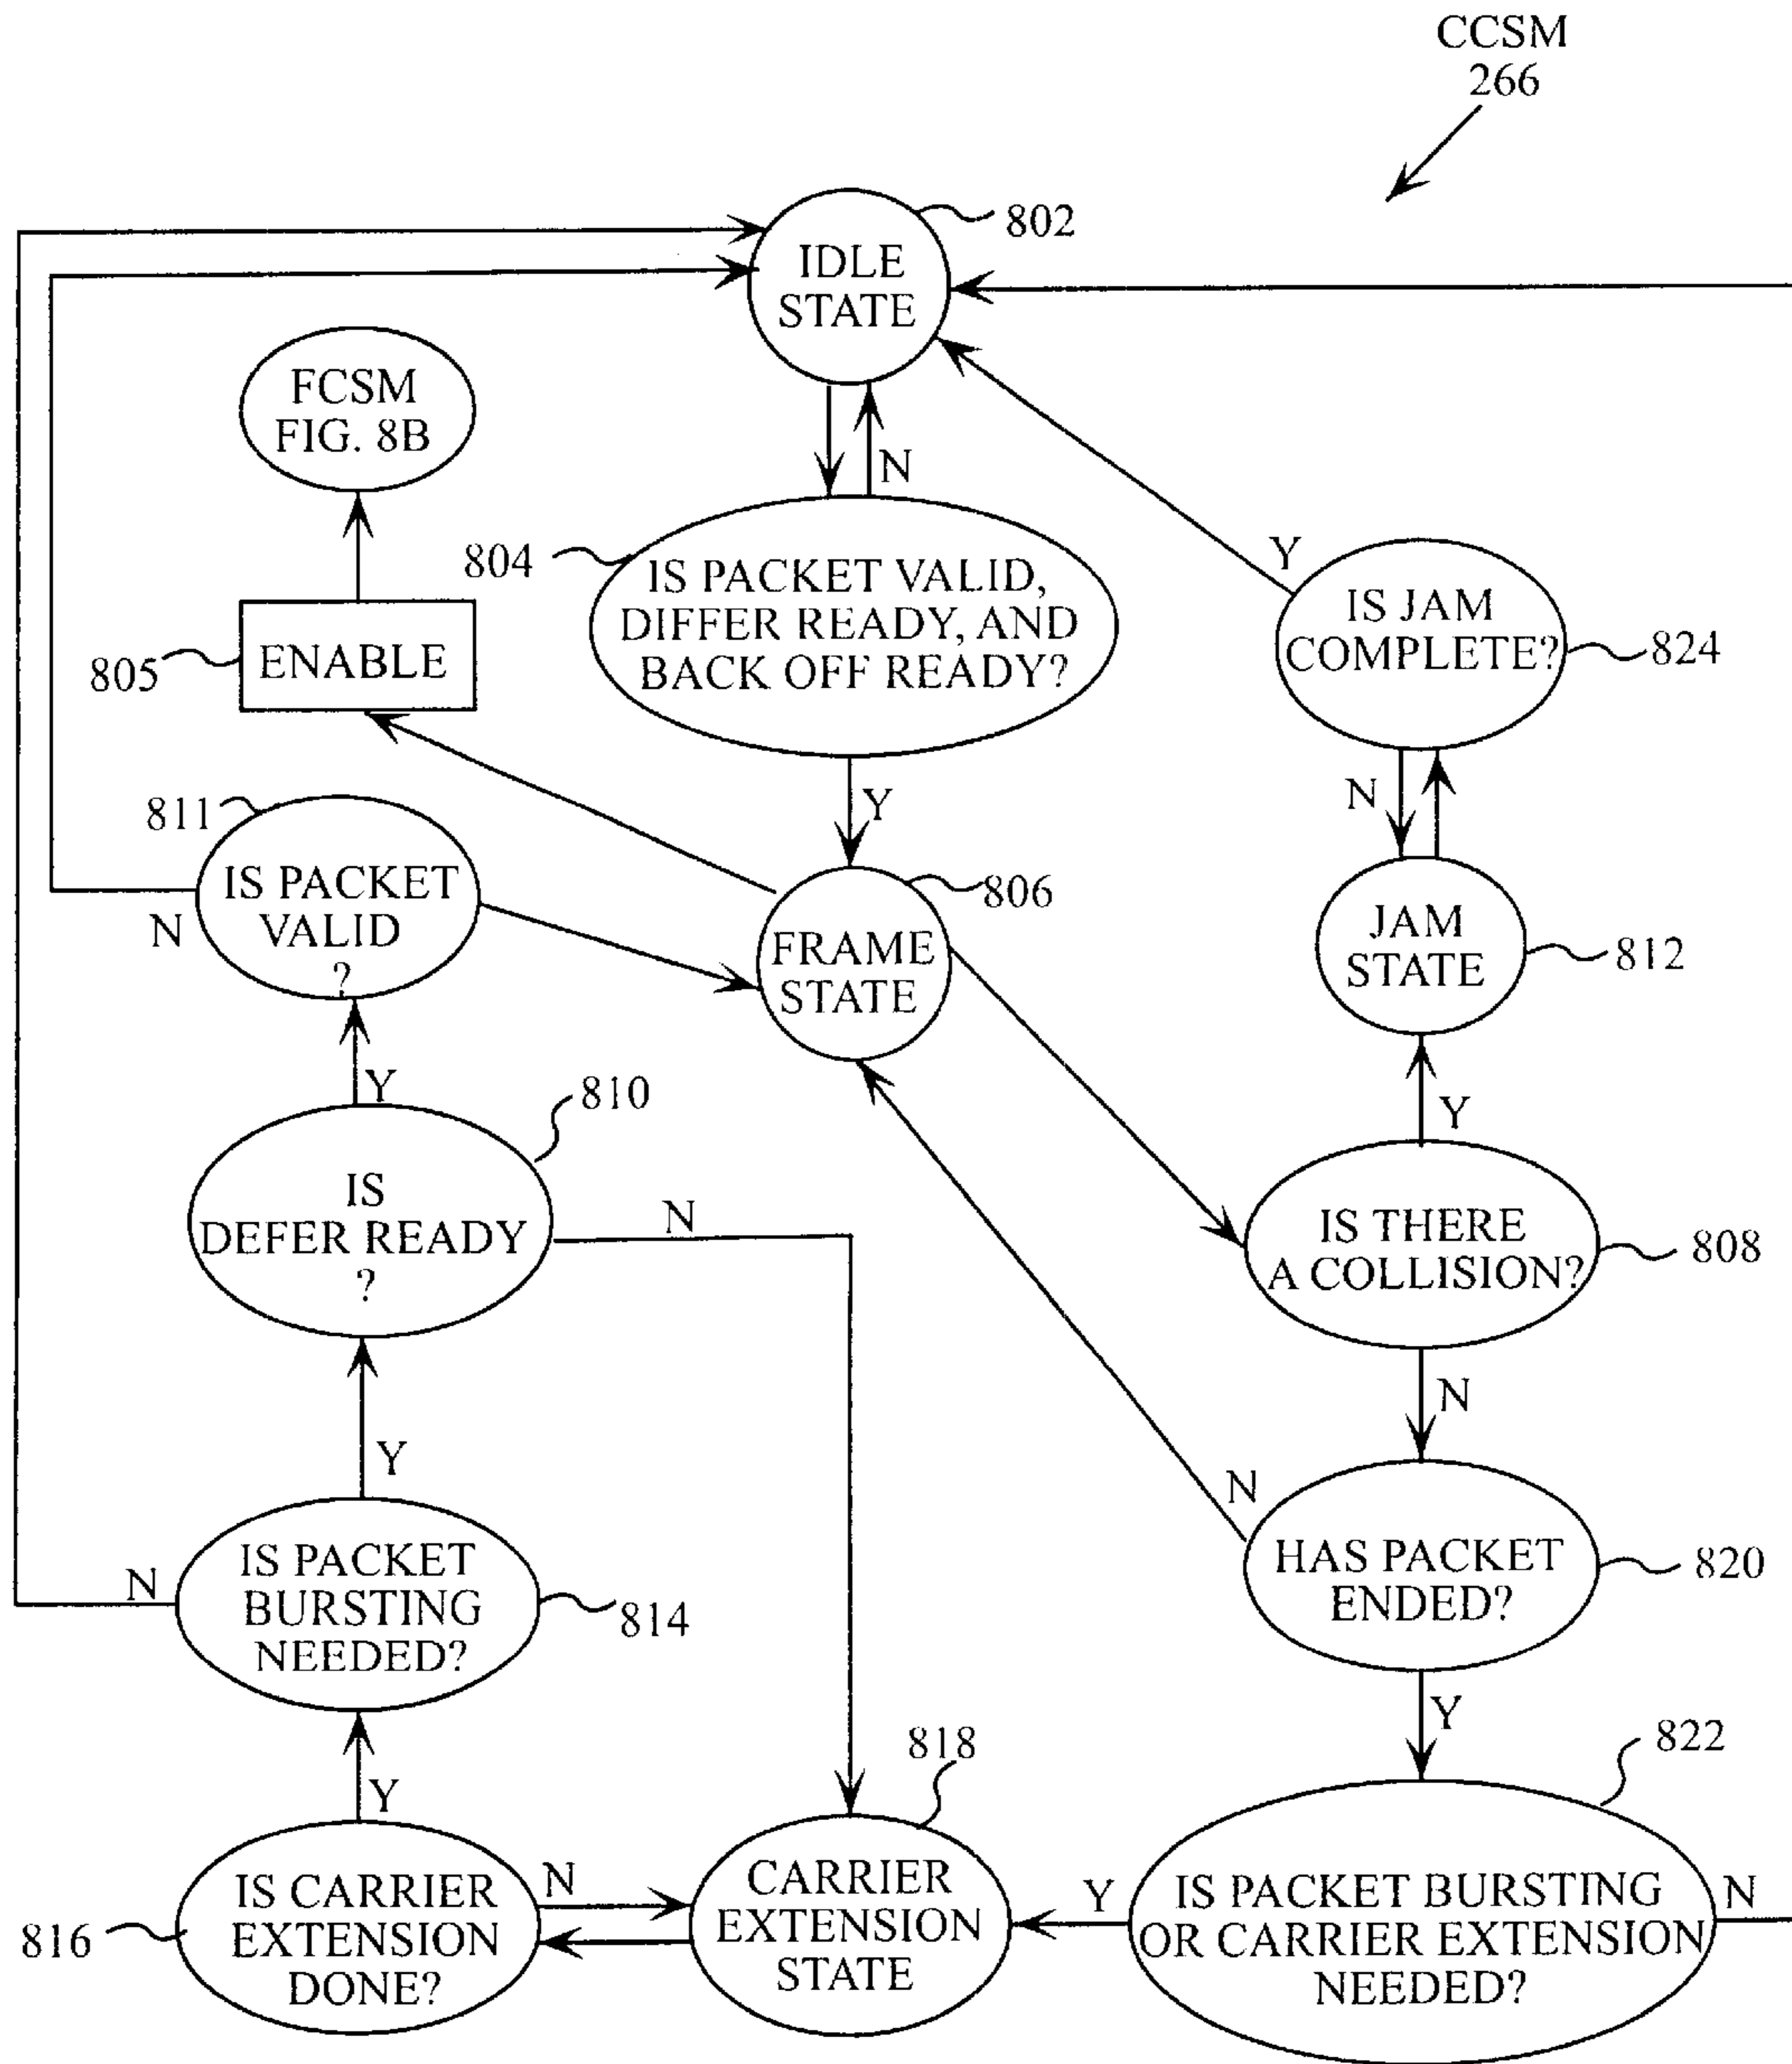 CCSM
266
802
IDLE
STATE
FCSM
FIG. 8B
N
804
IS PACKET VALID,
DIFFER READY, AND
BACK OFF READY?
Y
IS JAM
COMPLETE?
824
805
ENABLE
N
Y
811
IS PACKET
VALID
?
N
806
FRAME
STATE
JAM
STATE
812
Y
810
IS
DEFER READY
?
N
Y
IS THERE
A COLLISION?
808
N
Y
N
IS PACKET
BURSTING
NEEDED?
N
814
HAS PACKET
ENDED?
820
Y
822
818
Y
IS CARRIER
EXTENSION
DONE?
816
N
CARRIER
EXTENSION
STATE
Y
IS PACKET BURSTING
OR CARRIER EXTENSION
NEEDED?
N